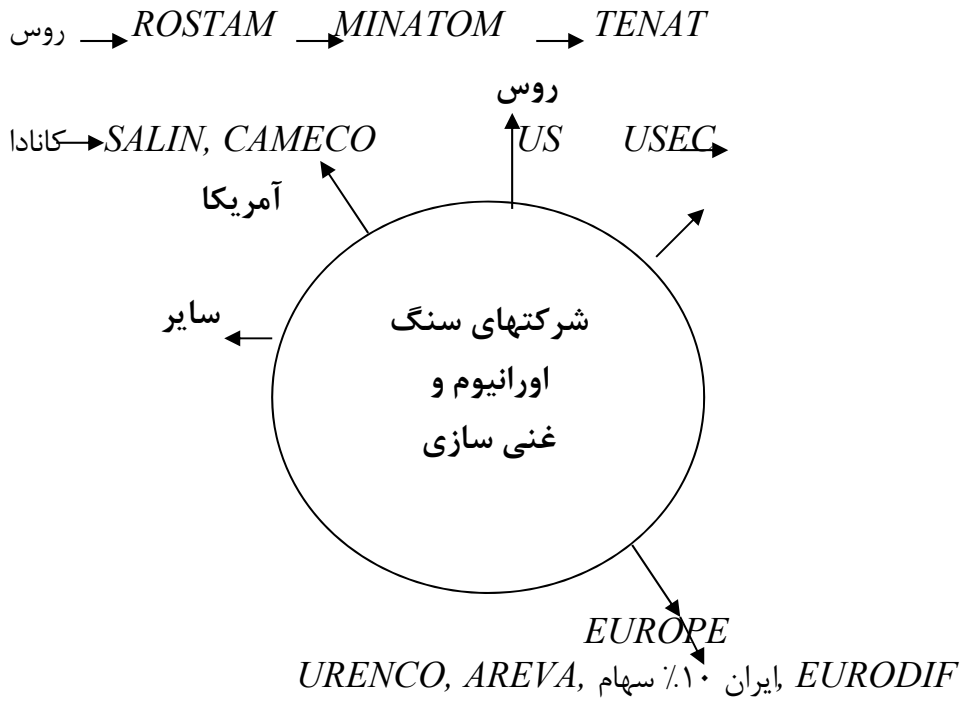 روس ROSTAM MINATOM TENAT
روس
کانادا SALIN, CAMECO US USEC
آمریکا
سایر
شرکتهای سنگ
اورانیوم و
غنی سازی
EUROPE
URENCO, AREVA, ایران ۱۰٪ سهام, EURODIF